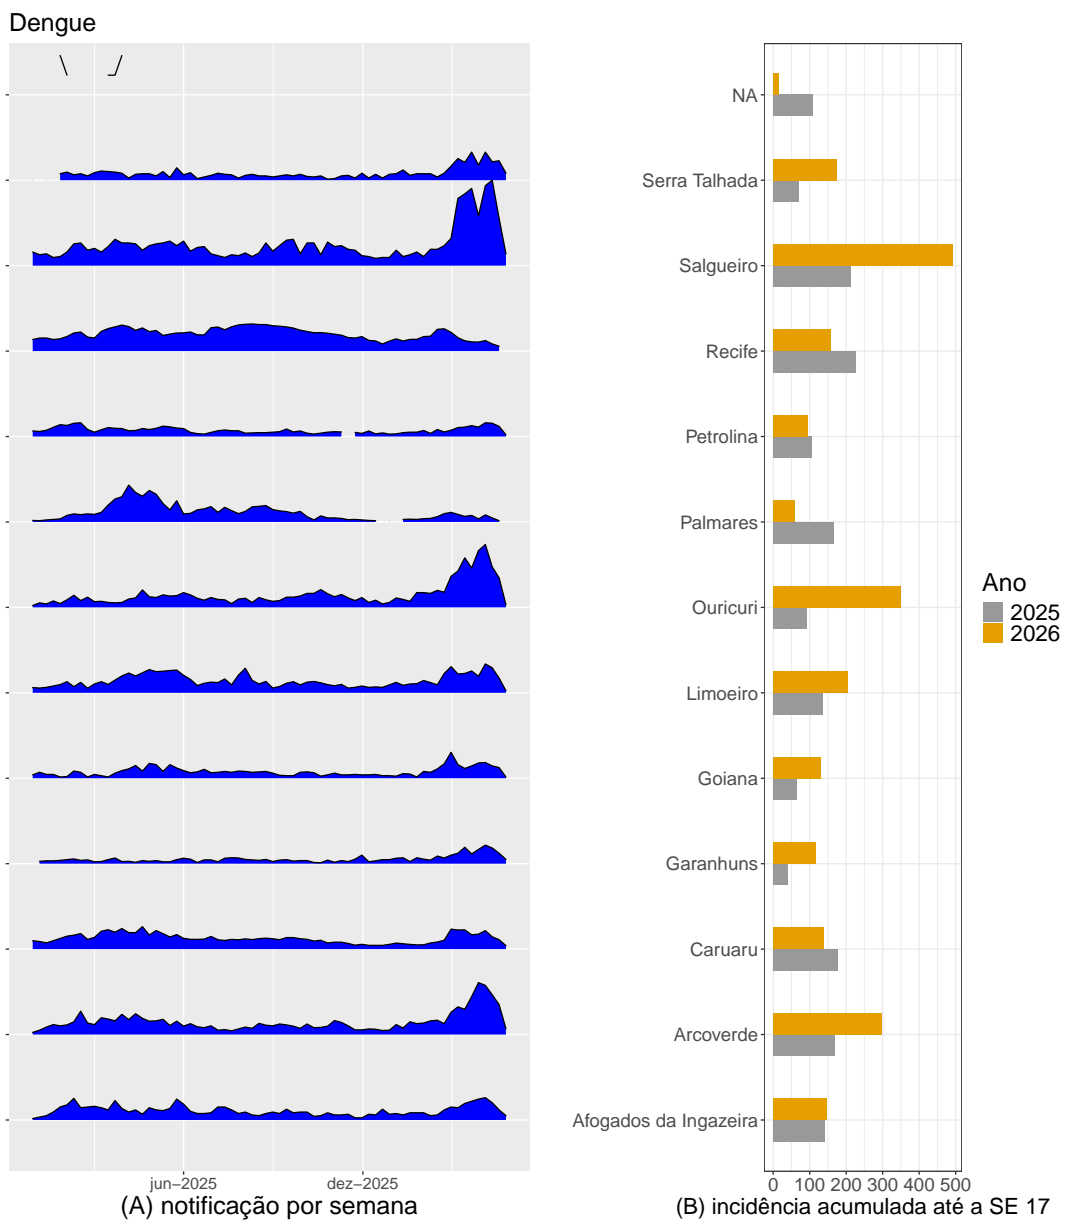 Dengue
NA
Serra Talhada
Salgueiro
Recife
Petrolina
Palmares
Ouricuri
Limoeiro
Goiana
Garanhuns
Caruaru
Arcoverde
Afogados da Ingazeira
Ano
2025
2026
jun−2025 dez−2025
0 100 200 300 400 500
(A) notificação por semana
(B) incidência acumulada até a SE 17